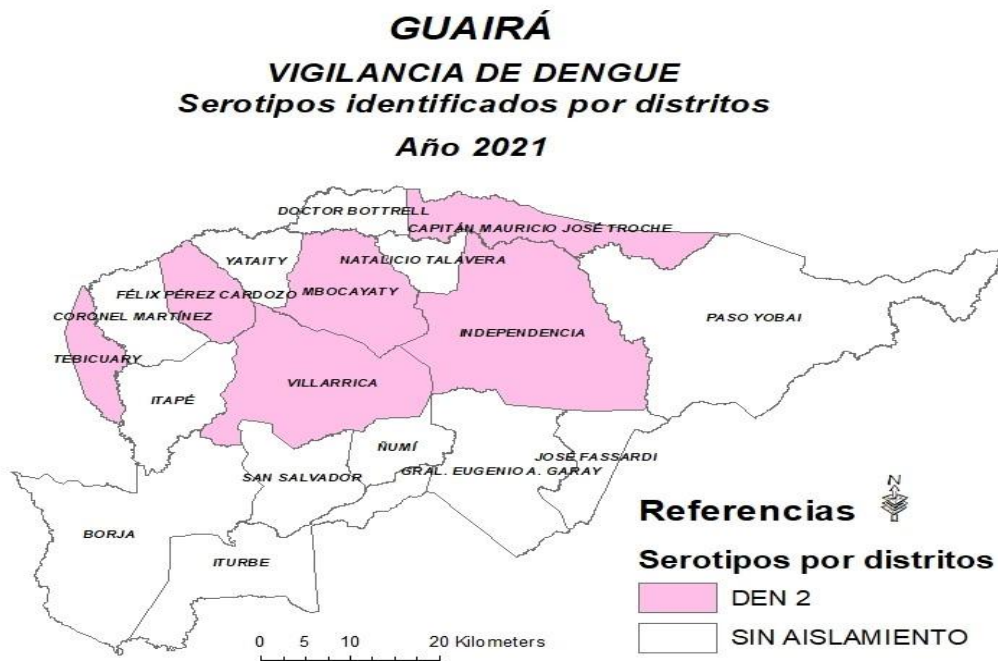 GUAIRÁ
VIGILANCIA DE DENGUE
Serotipos identificados por distritos
Año 2021
DOCTOR BOTTRELL
CAPITÁN MAURICIO JOSÉ TROCHE
YATAITY
NATALICIO TALAVERA
FÉLIX PÉREZ CARDOZO
MBOCAYATY
CORONEL MARTÍNEZ
PASO YOBAI
INDEPENDENCIA
TEBICUARY
VILLARRICA
ITAPÉ
ÑUMÍ
JOSÉ FASSARDI
SAN SALVADOR
GRAL. EUGENIO A. GARAY
BORJA
ITURBE
N
Referencias
Serotipos por distritos
DEN 2
SIN AISLAMIENTO
0 5 10 20 Kilometers